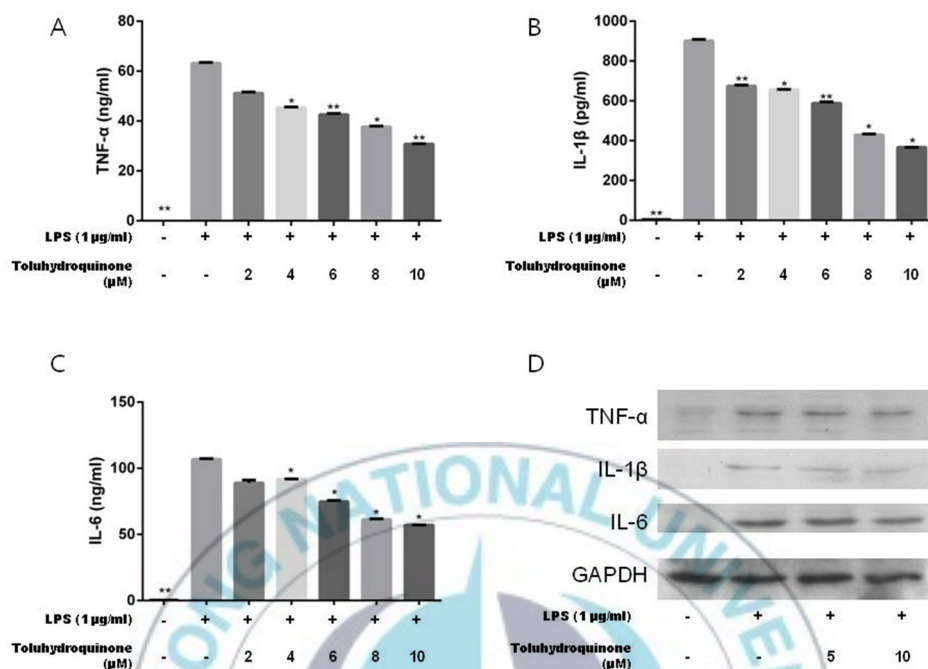 A
80
60
40
20
0
TNF-α (ng/ml)
** * ** * **
LPS (1 µg/ml) - + + + + + +
Toluhydroquinone - - 2 4 6 8 10
(µM)
B
1000
800
600
400
200
0
IL-1β (pg/ml)
** ** * ** * *
LPS (1 µg/ml) - + + + + + +
Toluhydroquinone - - 2 4 6 8 10
(µM)
C
150
100
50
0
IL-6 (ng/ml)
** * * * *
LPS (1 µg/ml) - + + + + + +
Toluhydroquinone - - 2 4 6 8 10
(µM)
D
TNF-α
IL-1β
IL-6
GAPDH
LPS (1 µg/ml) - + + +
Toluhydroquinone - - 5 10
(µM)
ONG NATIONAL UNIVE